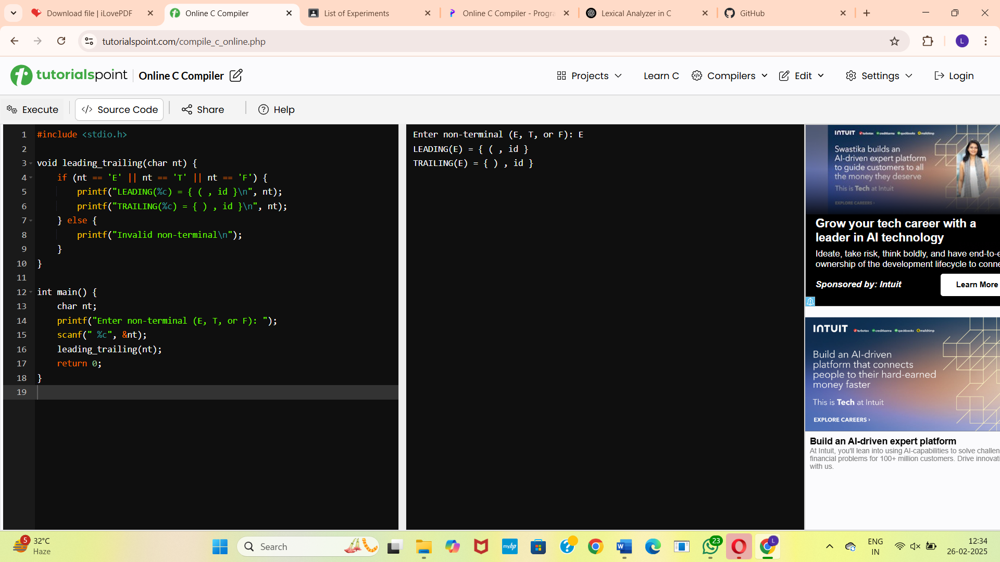 Download file | iLovePDF
Online C Compiler
List of Experiments
Online C Compiler - Progra
Lexical Analyzer in C
GitHub
tutorialspoint.com/compile_c_online.php
L
tutorialspoint
Online C Compiler
Projects
Learn C
Compilers
Edit
Settings
Login
Execute
</> Source Code
Share
Help
1 #include <stdio.h>
2
3 void leading_trailing(char nt) {
4     if (nt == 'E' || nt == 'T' || nt == 'F') {
5         printf("LEADING(%c) = { ( , id }\n", nt);
6         printf("TRAILING(%c) = { ) , id }\n", nt);
7     } else {
8         printf("Invalid non-terminal\n");
9     }
10 }
11
12 int main() {
13     char nt;
14     printf("Enter non-terminal (E, T, or F): ");
15     scanf(" %c", &nt);
16     leading_trailing(nt);
17     return 0;
18 }
19
Enter non-terminal (E, T, or F): E
LEADING(E) = { ( , id }
TRAILING(E) = { ) , id }
INTUIT turbotax creditkarma quickbooks mailchimp
Swastika builds an
AI-driven expert platform
to guide customers to all
the money they deserve
This is Tech at Intuit
EXPLORE CAREERS ›
Grow your tech career with a
leader in AI technology
Ideate, take risk, think boldly, and have end-to-e
ownership of the development lifecycle to conne
Sponsored by: Intuit
Learn More
INTUIT turbotax creditkarma quickbooks mailchimp
Build an AI-driven
platform that connects
people to their hard-earned
money faster
This is Tech at Intuit
EXPLORE CAREERS ›
Build an AI-driven expert platform
At Intuit, you'll lean into using AI-capabilities to solve challen
financial problems for 100+ million customers. Drive innovati
with us.
5
32°C
Haze
Search
myhp
23
L
ENG
IN
12:34
26-02-2025